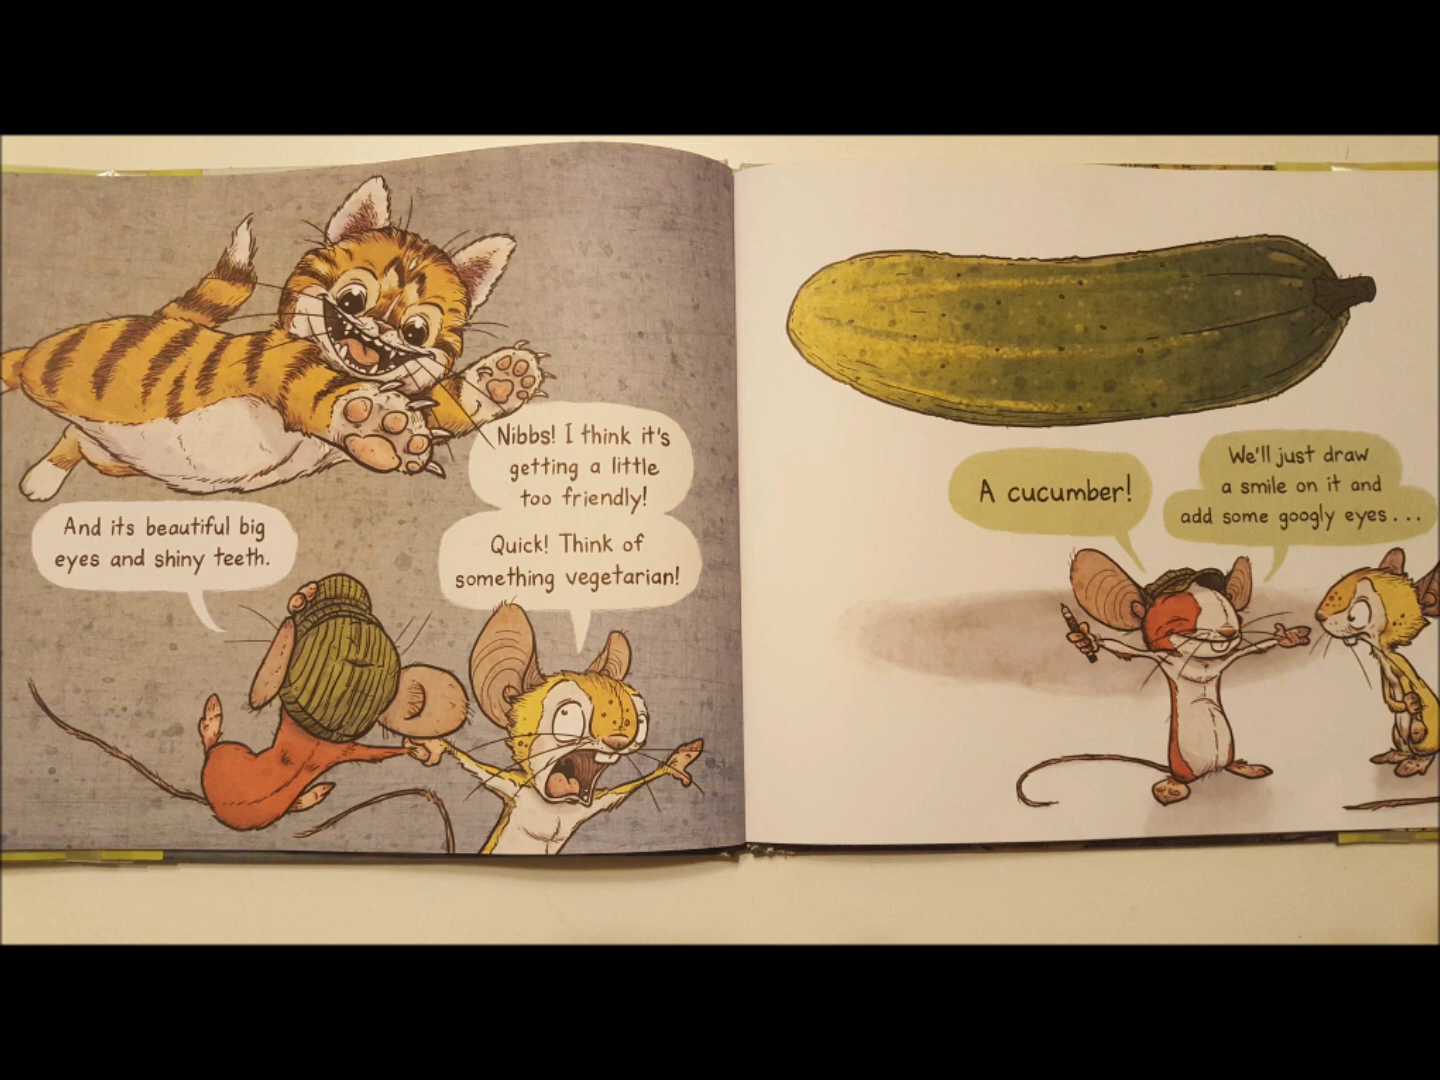 And its beautiful big
eyes and shiny teeth.
Nibbs! I think it's
getting a little
too friendly!
Quick! Think of
something vegetarian!
A cucumber!
We'll just draw
a smile on it and
add some googly eyes...